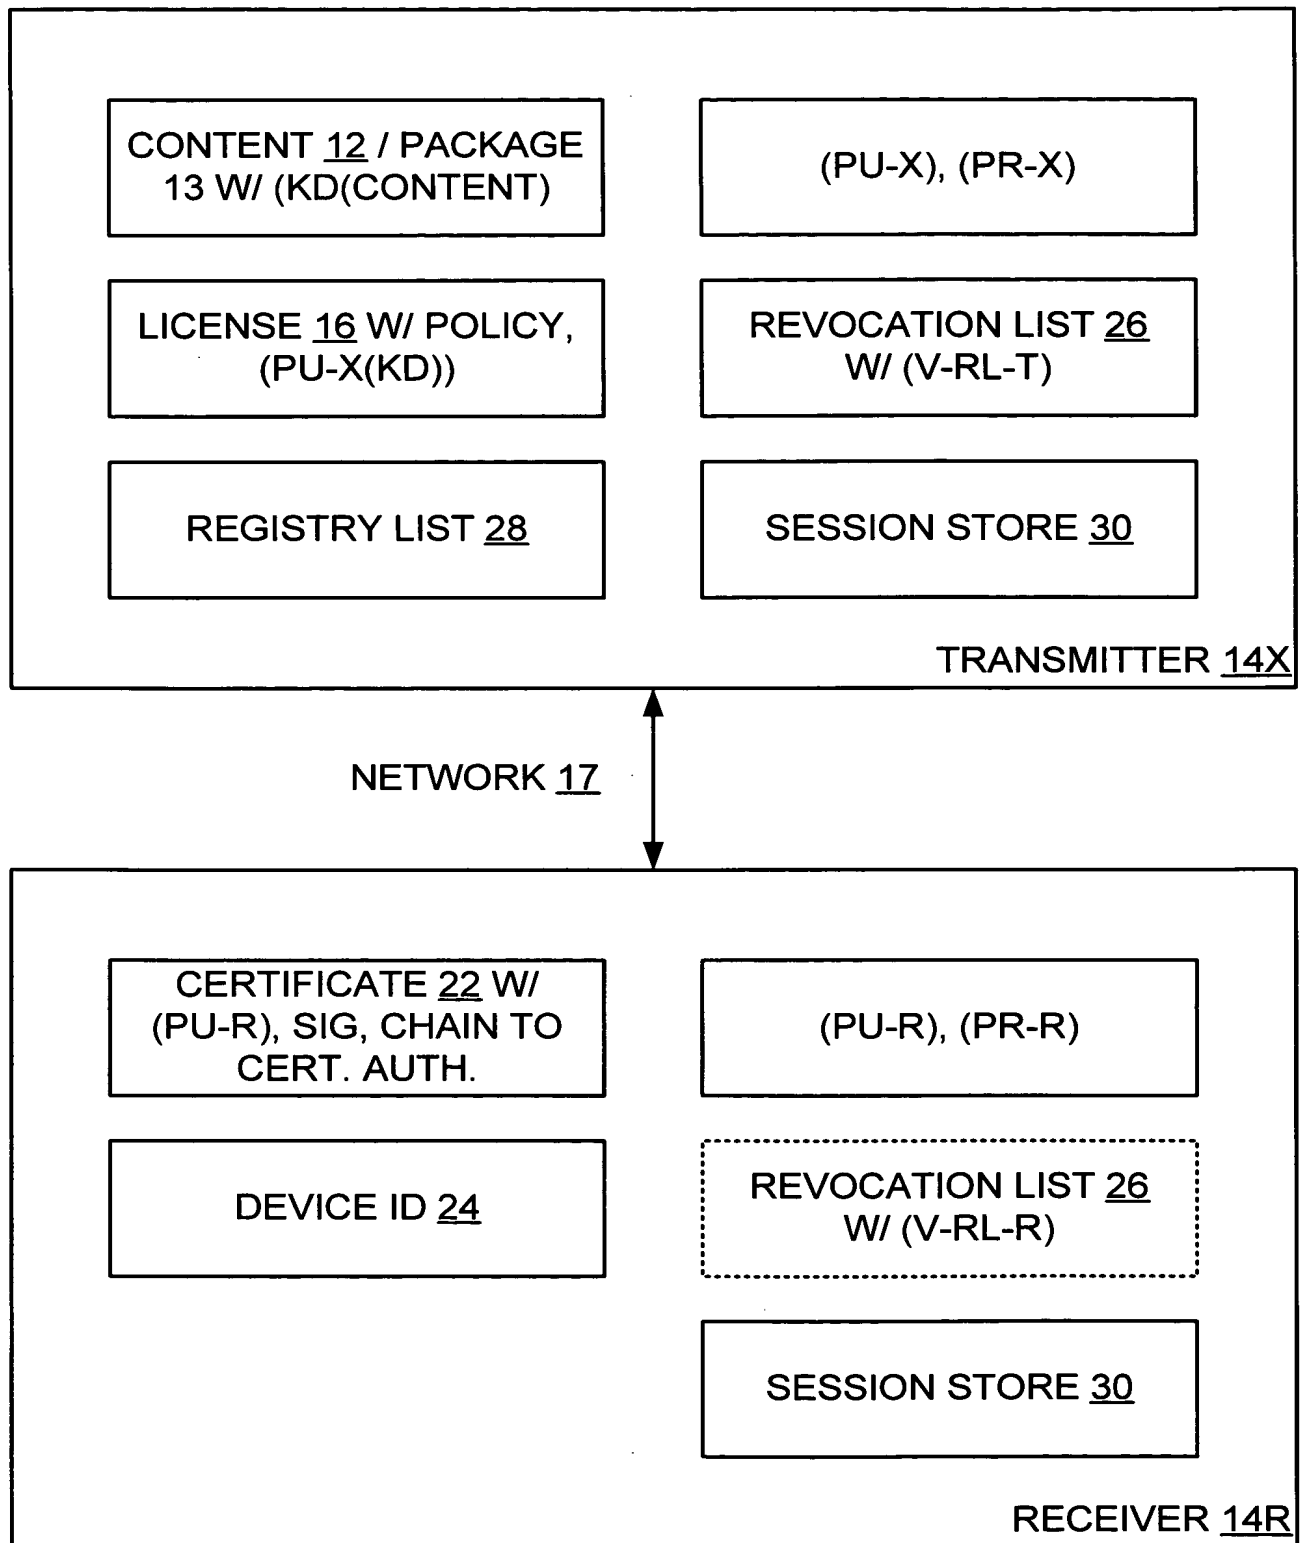 CONTENT 12 / PACKAGE
13 W/ (KD(CONTENT)
(PU-X), (PR-X)
LICENSE 16 W/ POLICY,
(PU-X(KD))
REVOCATION LIST 26
W/ (V-RL-T)
REGISTRY LIST 28
SESSION STORE 30
TRANSMITTER 14X
NETWORK 17
CERTIFICATE 22 W/
(PU-R), SIG, CHAIN TO
CERT. AUTH.
(PU-R), (PR-R)
DEVICE ID 24
REVOCATION LIST 26
W/ (V-RL-R)
SESSION STORE 30
RECEIVER 14R